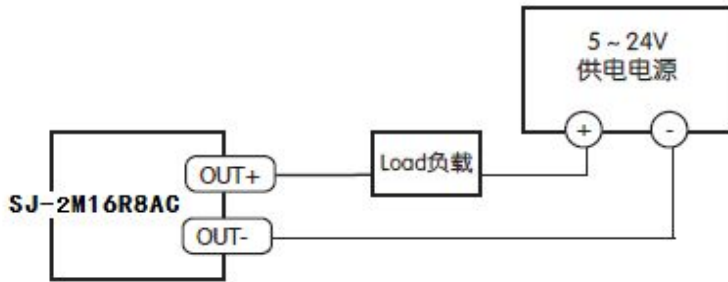 5~24V
供电电源
+
-
Load负载
OUT+
SJ-2M16R8AC
OUT-